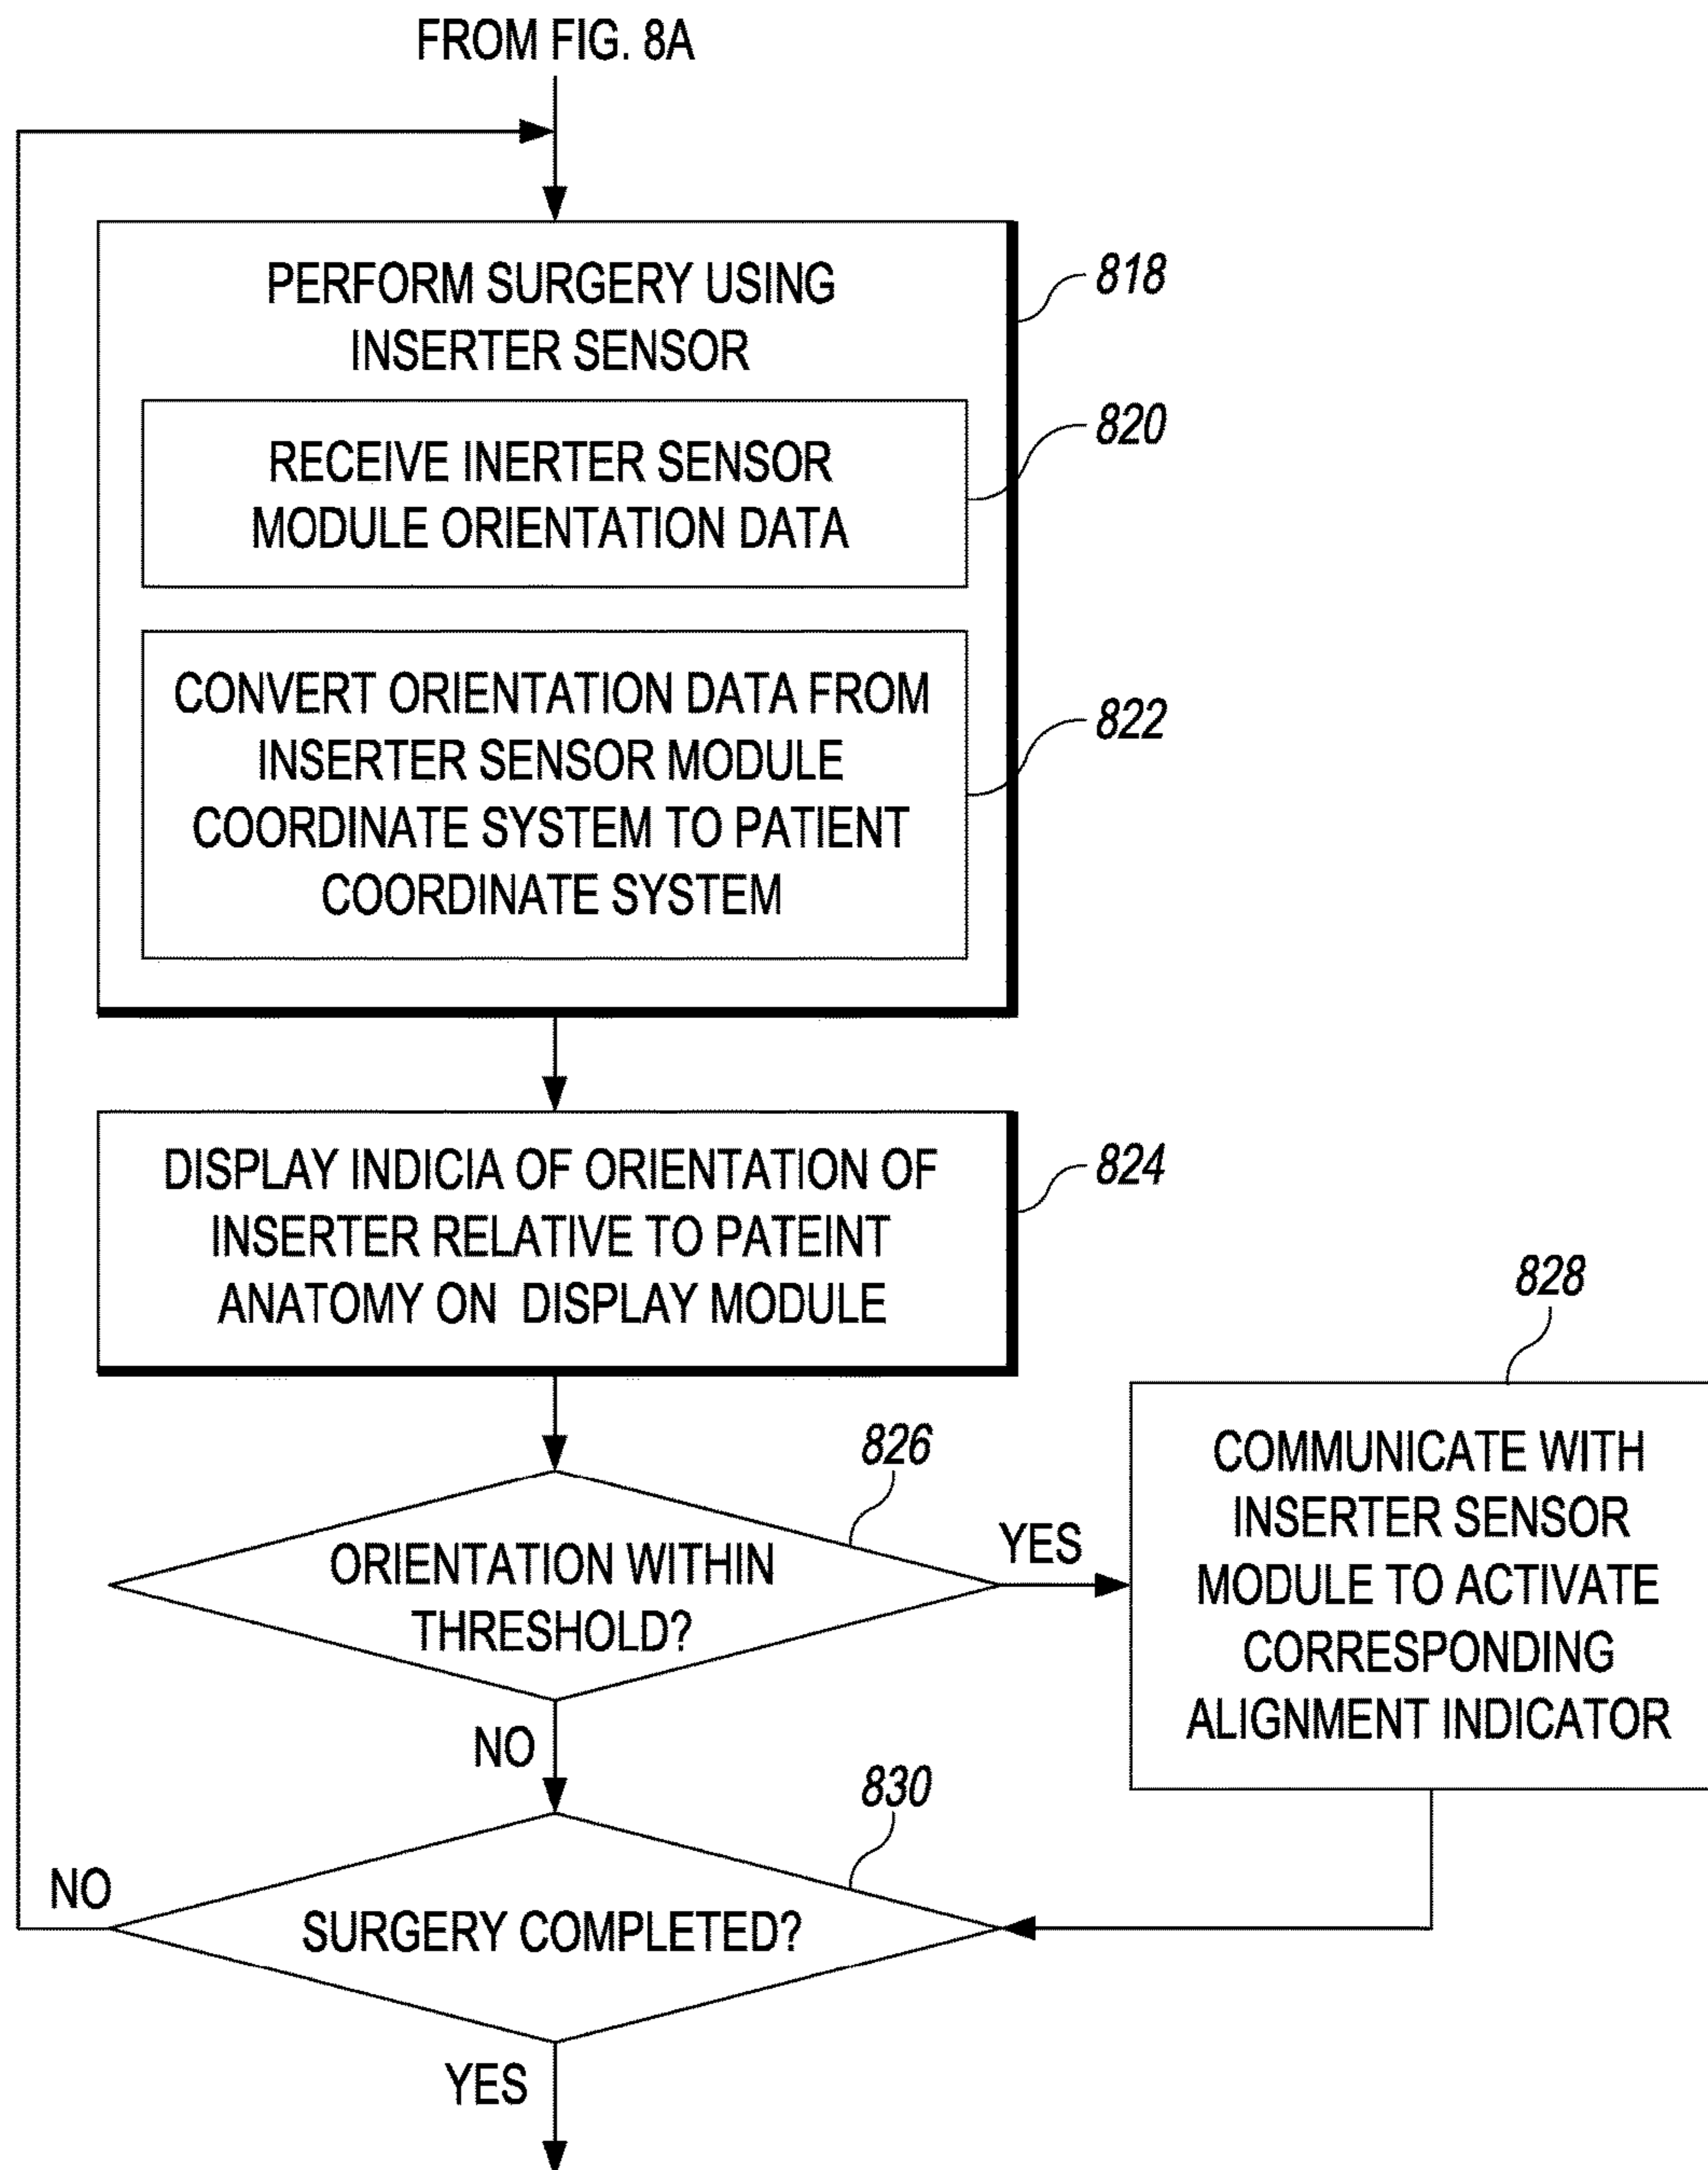 FROM FIG. 8A
PERFORM SURGERY USING
INSERTER SENSOR
818
RECEIVE INERTER SENSOR
MODULE ORIENTATION DATA
820
CONVERT ORIENTATION DATA FROM
INSERTER SENSOR MODULE
COORDINATE SYSTEM TO PATIENT
COORDINATE SYSTEM
822
DISPLAY INDICIA OF ORIENTATION OF
INSERTER RELATIVE TO PATEINT
ANATOMY ON DISPLAY MODULE
824
826
ORIENTATION WITHIN
THRESHOLD?
YES
828
COMMUNICATE WITH
INSERTER SENSOR
MODULE TO ACTIVATE
CORRESPONDING
ALIGNMENT INDICATOR
NO
830
SURGERY COMPLETED?
NO
YES